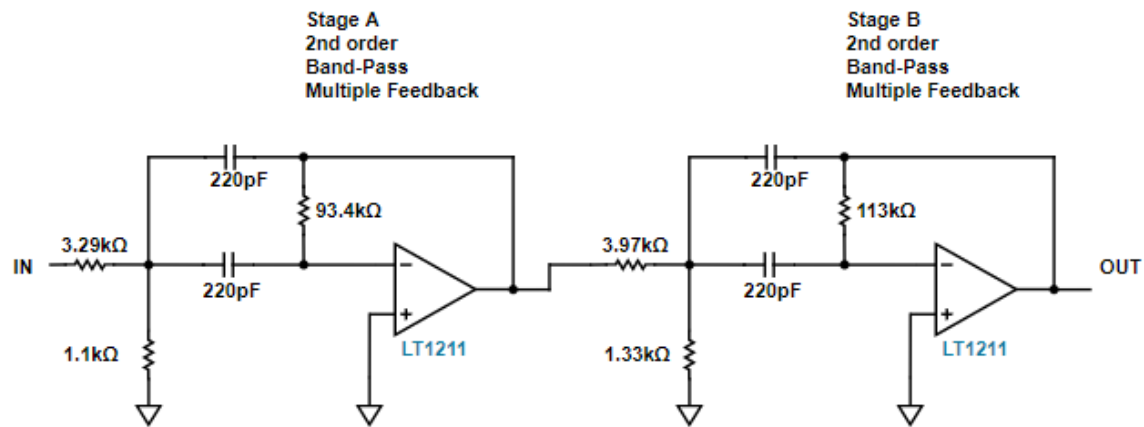 Stage A
2nd order
Band-Pass
Multiple Feedback
Stage B
2nd order
Band-Pass
Multiple Feedback
220pF
93.4kΩ
3.29kΩ
IN
220pF
1.1kΩ
−
+
LT1211
220pF
113kΩ
3.97kΩ
220pF
1.33kΩ
−
+
LT1211
OUT